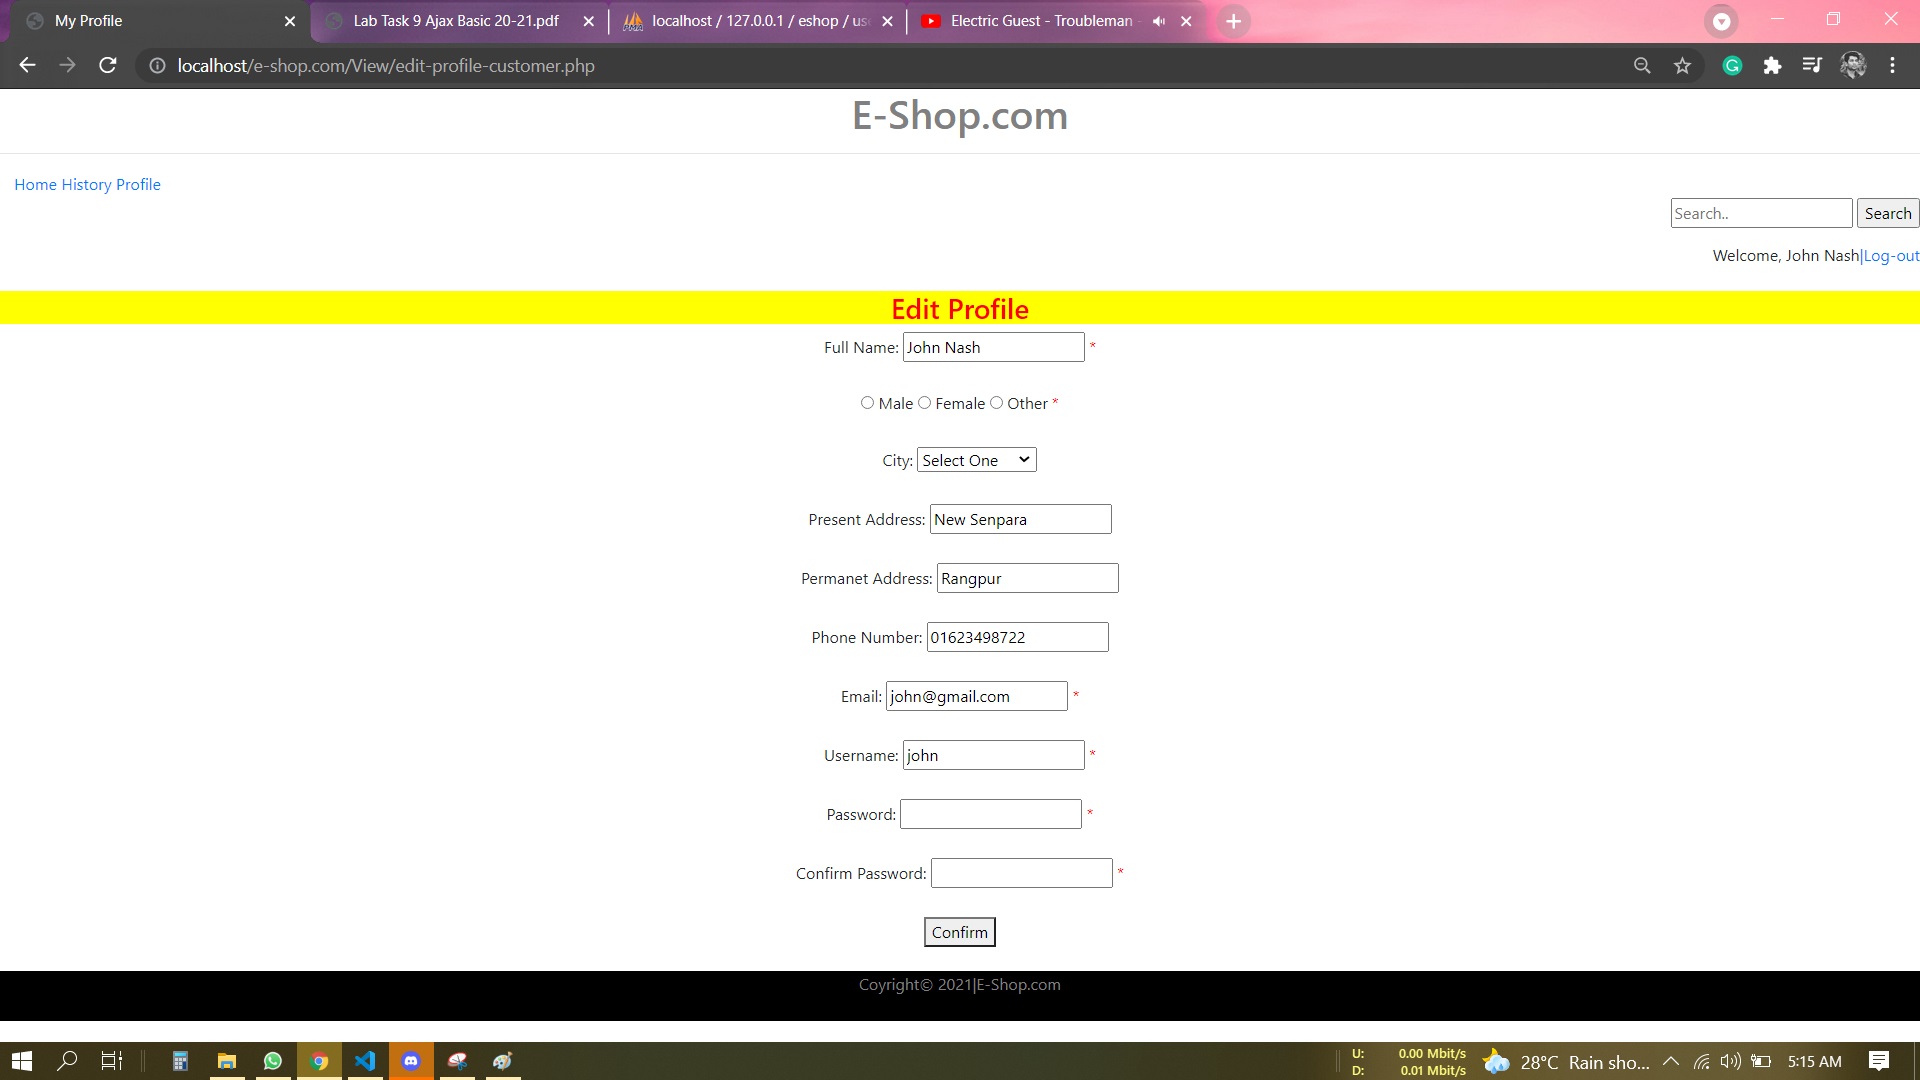 My Profile
Lab Task 9 Ajax Basic 20-21.pdf
localhost / 127.0.0.1 / eshop / us
Electric Guest - Troubleman -
localhost/e-shop.com/View/edit-profile-customer.php
E-Shop.com
Home History Profile
Search.. Search
Welcome, John Nash|Log-out
Edit Profile
Full Name: John Nash *
Male Female Other *
City: Select One
Present Address: New Senpara
Permanet Address: Rangpur
Phone Number: 01623498722
Email: john@gmail.com *
Username: john *
Password: *
Confirm Password: *
Confirm
Coyright© 2021|E-Shop.com
U: 0.00 Mbit/s
D: 0.01 Mbit/s
28°C Rain sho...
5:15 AM